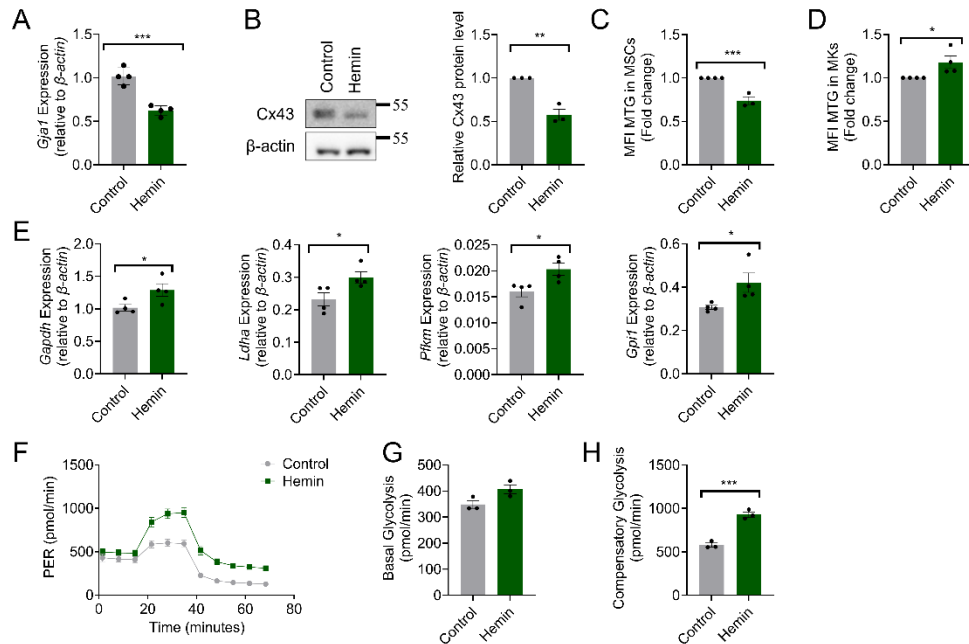 A
***
1.5
1.0
0.5
0.0
Gja1 Expression
(relative to β-actin)
Control
Hemin
B
Control
Hemin
Cx43
55
β-actin
55
**
1.5
1.0
0.5
0.0
Relative Cx43 protein level
Control
Hemin
C
***
1.5
1.0
0.5
0.0
MFI MTG in MSCs
(Fold change)
Control
Hemin
D
*
1.5
1.0
0.5
0.0
MFI MTG in MKs
(Fold change)
Control
Hemin
E
*
2.0
1.5
1.0
0.5
0.0
Gapdh Expression
(relative to β-actin)
Control
Hemin
*
0.4
0.3
0.2
0.1
0.0
Ldha Expression
(relative to β-actin)
Control
Hemin
*
0.025
0.020
0.015
0.010
0.005
0.000
Pfkm Expression
(relative to β-actin)
Control
Hemin
*
0.6
0.4
0.2
0.0
Gpi1 Expression
(relative to β-actin)
Control
Hemin
F
1500
1000
500
0
PER (pmol/min)
Control
Hemin
0
20
40
60
80
Time (minutes)
G
500
400
300
200
100
0
Basal Glycolysis
(pmol/min)
Control
Hemin
H
***
1500
1000
500
0
Compensatory Glycolysis
(pmol/min)
Control
Hemin